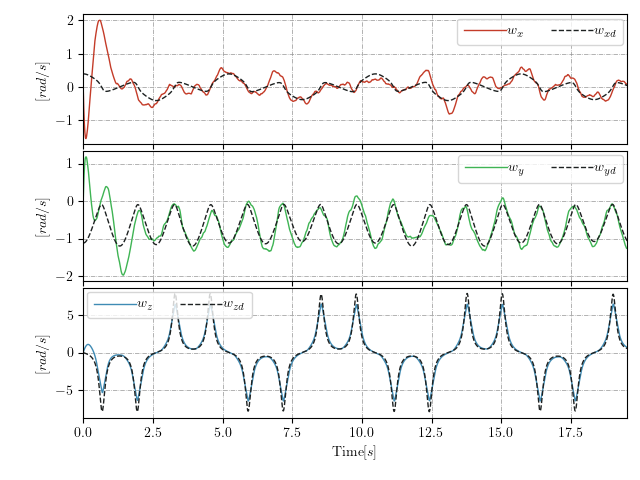 2
1
0
−1
[rad/s]
w_x w_xd
1
0
−1
−2
[rad/s]
w_y w_yd
5
0
−5
[rad/s]
w_z w_zd
0.0 2.5 5.0 7.5 10.0 12.5 15.0 17.5
Time[s]